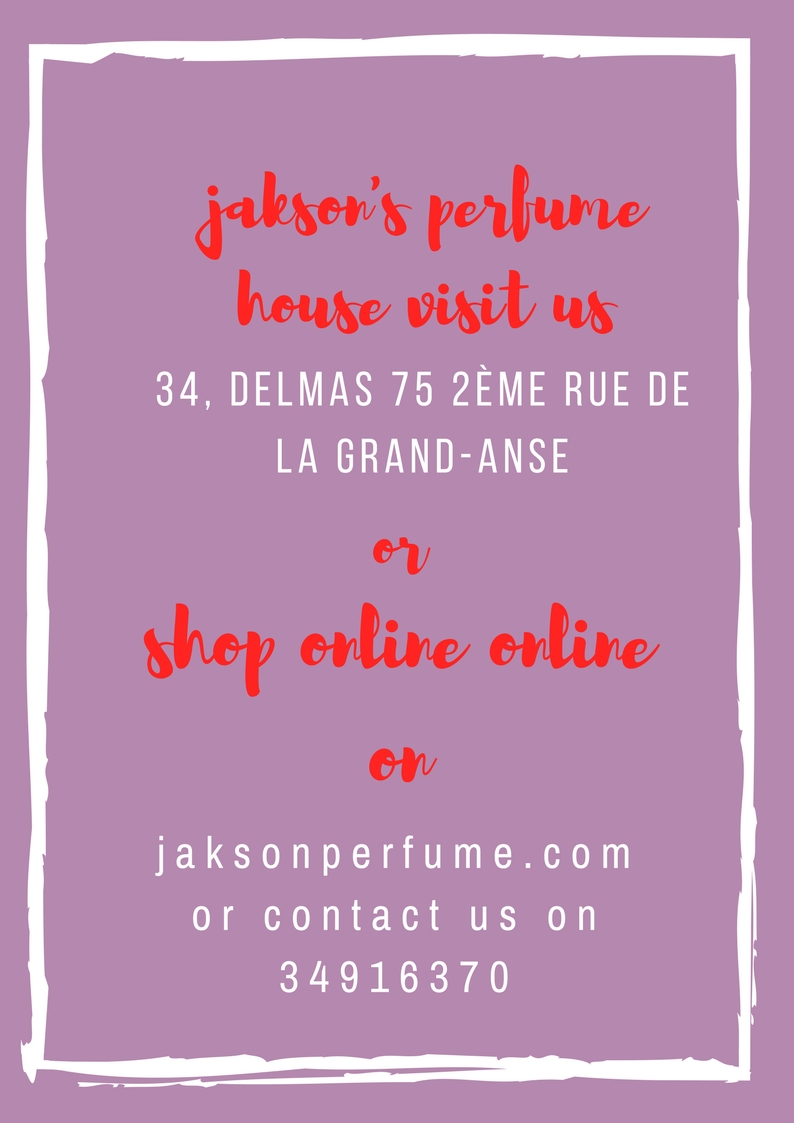 jakson's perfume
house visit us
34, DELMAS 75 2ÈME RUE DE
LA GRAND-ANSE
or
shop online online
on
jaksonperfume.com
or contact us on
34916370